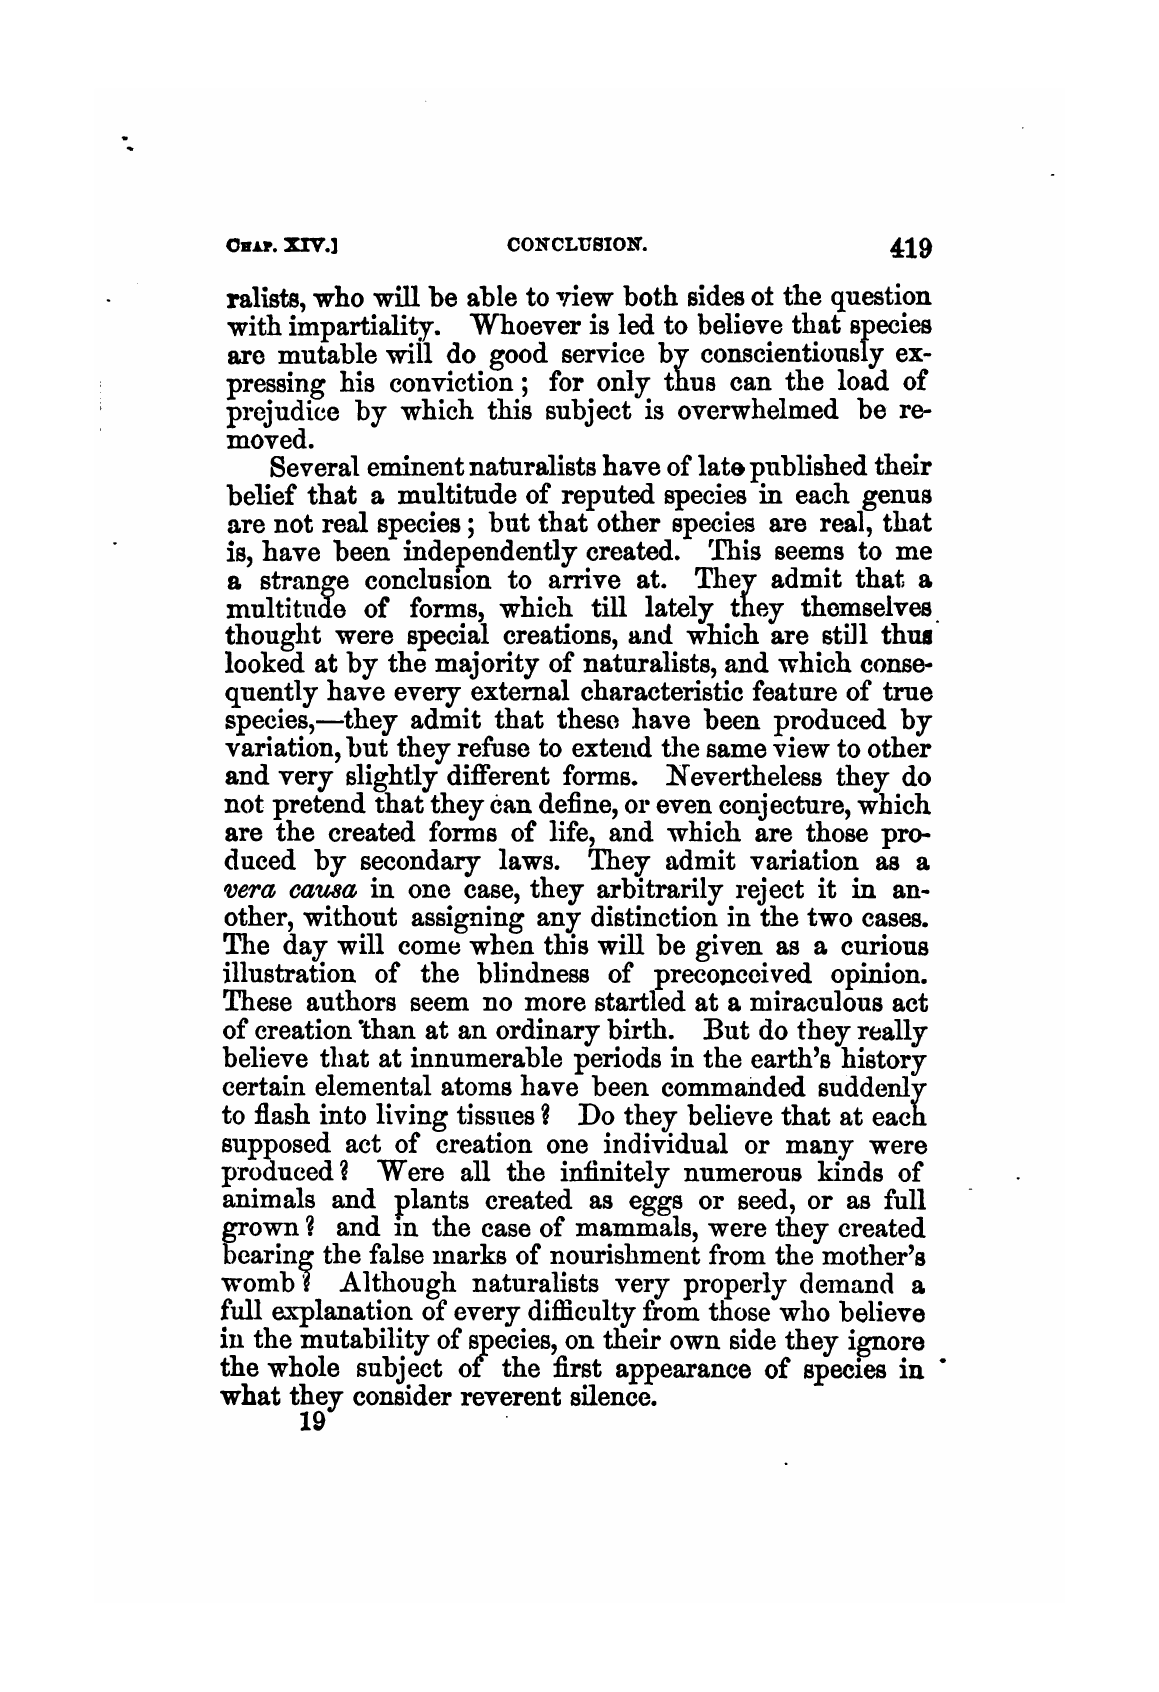 CHAP. XIV.] CONCLUSION. 419
ralists, who will be able to view both sides of the question
with impartiality. Whoever is led to believe that species
are mutable will do good service by conscientiously ex-
pressing his conviction; for only thus can the load of
prejudice by which this subject is overwhelmed be re-
moved.
Several eminent naturalists have of late published their
belief that a multitude of reputed species in each genus
are not real species; but that other species are real, that
is, have been independently created. This seems to me
a strange conclusion to arrive at. They admit that a
multitude of forms, which till lately they themselves
thought were special creations, and which are still thus
looked at by the majority of naturalists, and which conse-
quently have every external characteristic feature of true
species,—they admit that these have been produced by
variation, but they refuse to extend the same view to other
and very slightly different forms. Nevertheless they do
not pretend that they can define, or even conjecture, which
are the created forms of life, and which are those pro-
duced by secondary laws. They admit variation as a
vera causa in one case, they arbitrarily reject it in an-
other, without assigning any distinction in the two cases.
The day will come when this will be given as a curious
illustration of the blindness of preconceived opinion.
These authors seem no more startled at a miraculous act
of creation than at an ordinary birth. But do they really
believe that at innumerable periods in the earth's history
certain elemental atoms have been commanded suddenly
to flash into living tissues? Do they believe that at each
supposed act of creation one individual or many were
produced? Were all the infinitely numerous kinds of
animals and plants created as eggs or seed, or as full
grown? and in the case of mammals, were they created
bearing the false marks of nourishment from the mother's
womb? Although naturalists very properly demand a
full explanation of every difficulty from those who believe
in the mutability of species, on their own side they ignore
the whole subject of the first appearance of species in
what they consider reverent silence.
19